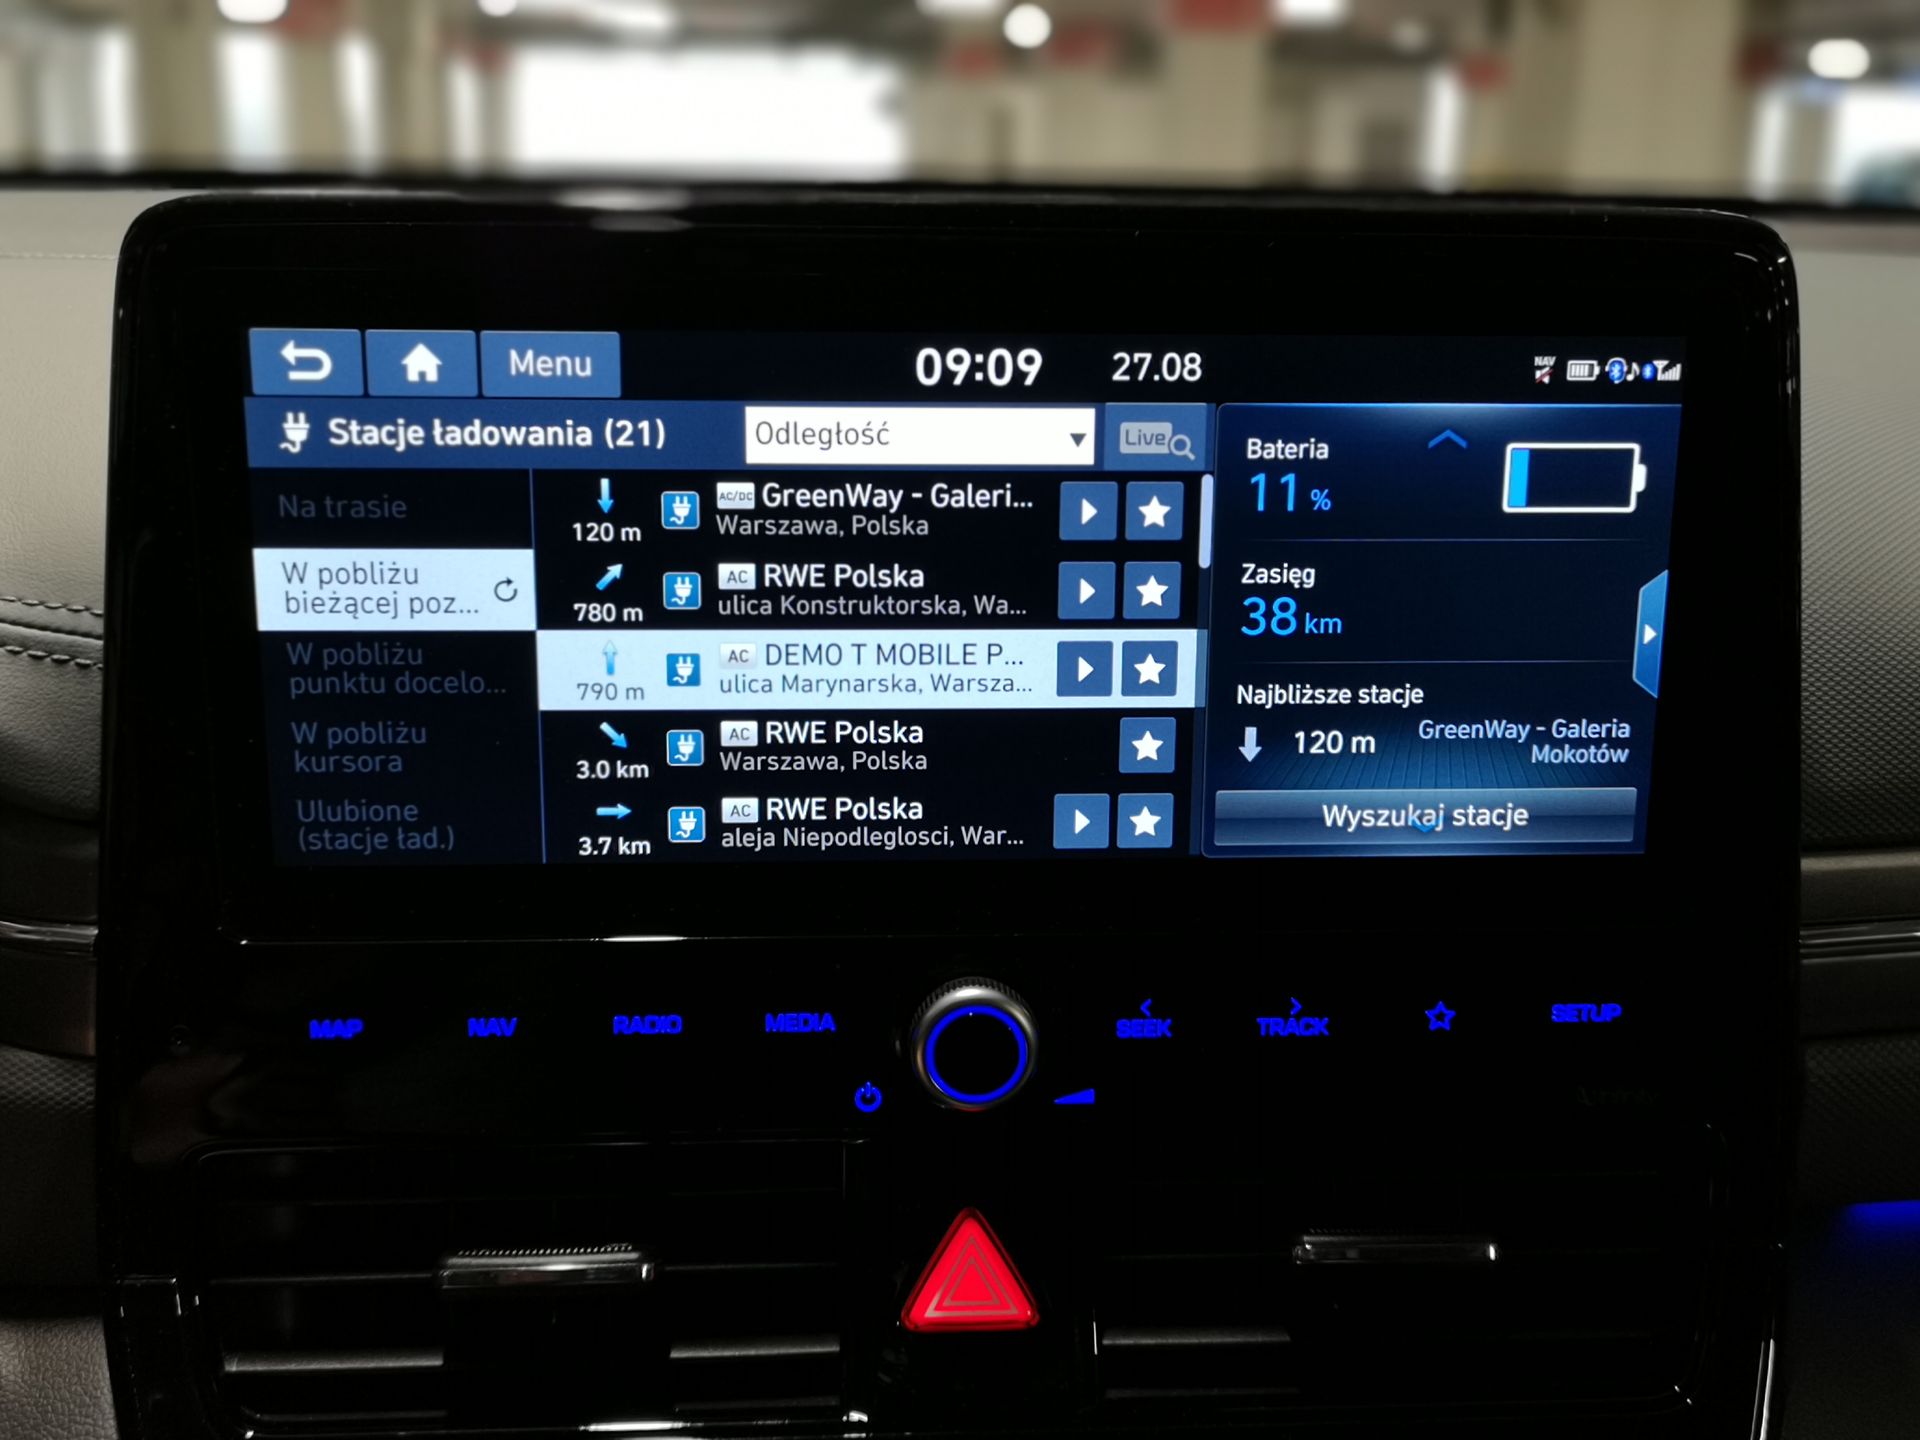 Menu
09:09
27.08
NAV
Stacje ładowania (21)
Odległość
Live
Na trasie
W pobliżu
bieżącej poz...
W pobliżu
punktu docelo...
W pobliżu
kursora
Ulubione
(stacje ład.)
120 m
AC/DC GreenWay - Galeri...
Warszawa, Polska
780 m
AC RWE Polska
ulica Konstruktorska, Wa...
790 m
AC DEMO T MOBILE P...
ulica Marynarska, Warsza...
3.0 km
AC RWE Polska
Warszawa, Polska
3.7 km
AC RWE Polska
aleja Niepodleglosci, War...
Bateria
11 %
Zasięg
38 km
Najbliższe stacje
120 m
GreenWay - Galeria
Mokotów
Wyszukaj stacje
MAP
NAV
RADIO
MEDIA
SEEK
TRACK
SETUP